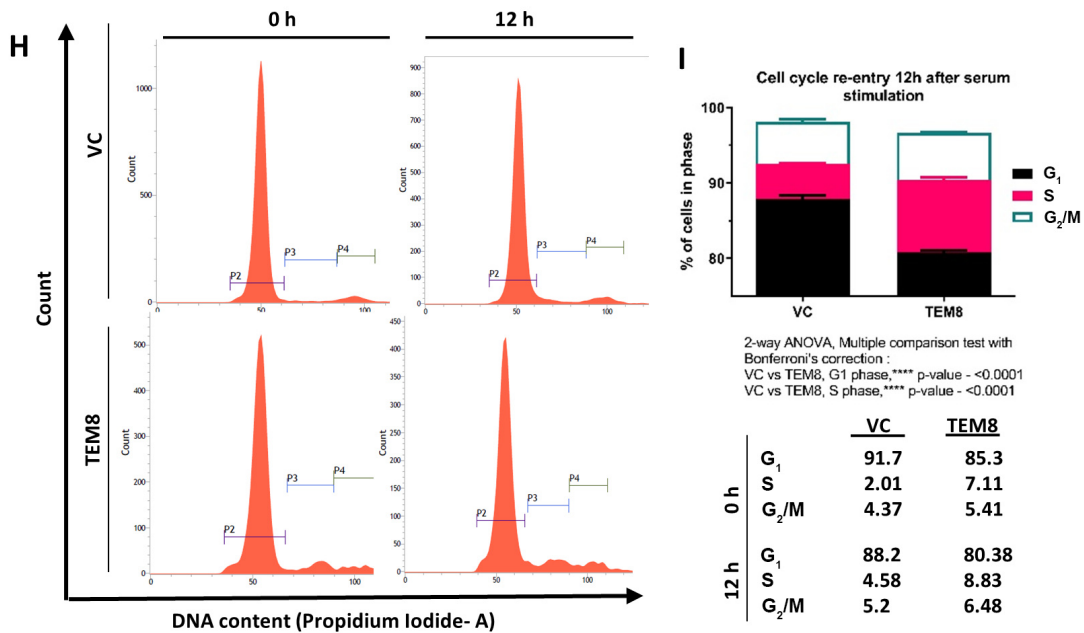 H
0 h
12 h
VC
TEM8
Count
Count
1000
500
0
P2
P3
P4
0
50
100
Count
900
800
700
600
500
400
300
200
100
0
P2
P3
P4
0
50
100
Count
500
400
300
200
100
0
P2
P3
P4
0
50
100
Count
450
400
350
300
250
200
150
100
50
0
P2
P3
P4
0
50
100
DNA content (Propidium Iodide- A)
I
Cell cycle re-entry 12h after serum
stimulation
% of cells in phase
100
90
80
VC
TEM8
G1
S
G2/M
2-way ANOVA, Multiple comparison test with
Bonferroni's correction :
VC vs TEM8, G1 phase,**** p-value - <0.0001
VC vs TEM8, S phase,**** p-value - <0.0001
VC TEM8
0 h
G1 91.7 85.3
S 2.01 7.11
G2/M 4.37 5.41
12 h
G1 88.2 80.38
S 4.58 8.83
G2/M 5.2 6.48